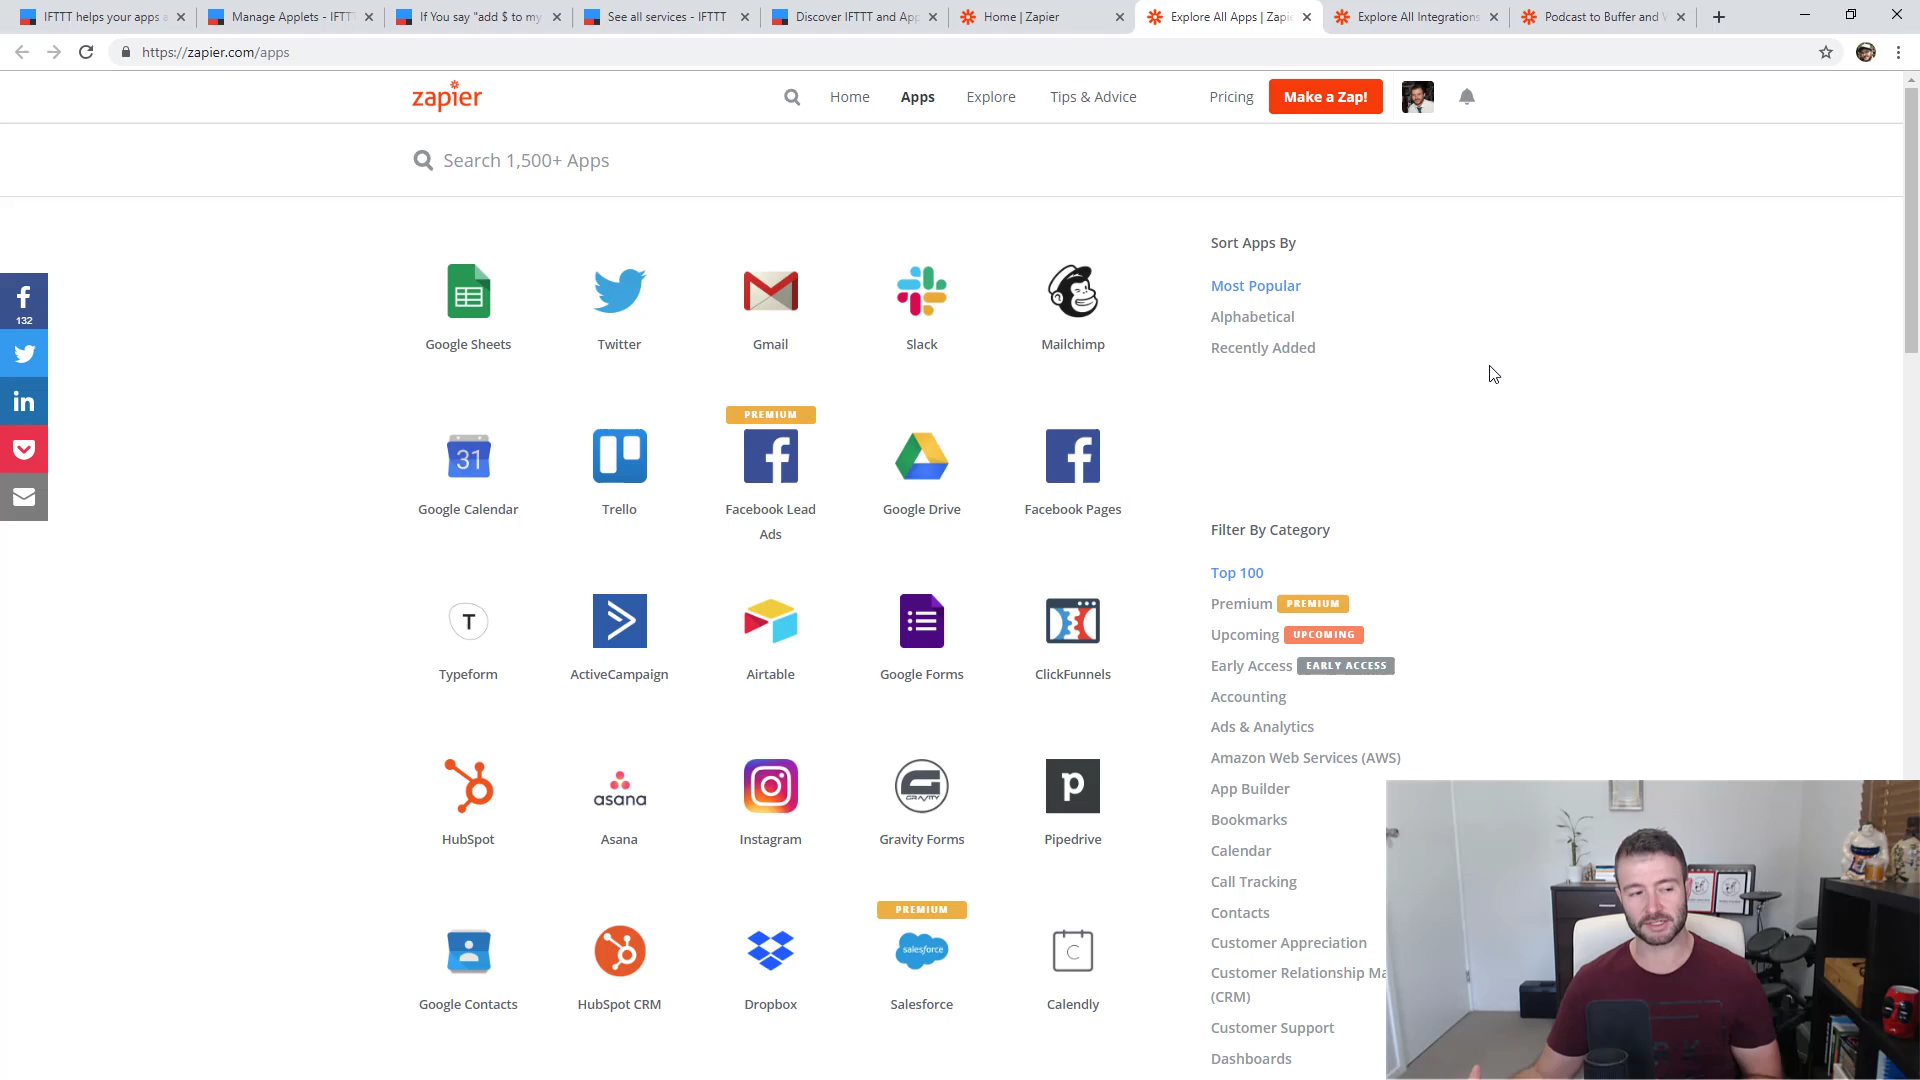 IFTTT helps your apps a
Manage Applets - IFTT
If You say "add $ to my
See all services - IFTTT
Discover IFTTT and App
Home | Zapier
Explore All Apps | Zapi
Explore All Integrations
Podcast to Buffer and
https://zapier.com/apps
zapier
Home
Apps
Explore
Tips & Advice
Pricing
Make a Zap!
Search 1,500+ Apps
132
Google Sheets
Twitter
Gmail
Slack
Mailchimp
31
Google Calendar
Trello
PREMIUM
Facebook Lead
Ads
Google Drive
Facebook Pages
T
Typeform
ActiveCampaign
Airtable
Google Forms
ClickFunnels
HubSpot
asana
Asana
Instagram
GRAVITY
Gravity Forms
p
Pipedrive
Google Contacts
HubSpot CRM
Dropbox
PREMIUM
salesforce
Salesforce
C
Calendly
Sort Apps By
Most Popular
Alphabetical
Recently Added
Filter By Category
Top 100
Premium PREMIUM
Upcoming UPCOMING
Early Access EARLY ACCESS
Accounting
Ads & Analytics
Amazon Web Services (AWS)
App Builder
Bookmarks
Calendar
Call Tracking
Contacts
Customer Appreciation
Customer Relationship Ma
(CRM)
Customer Support
Dashboards